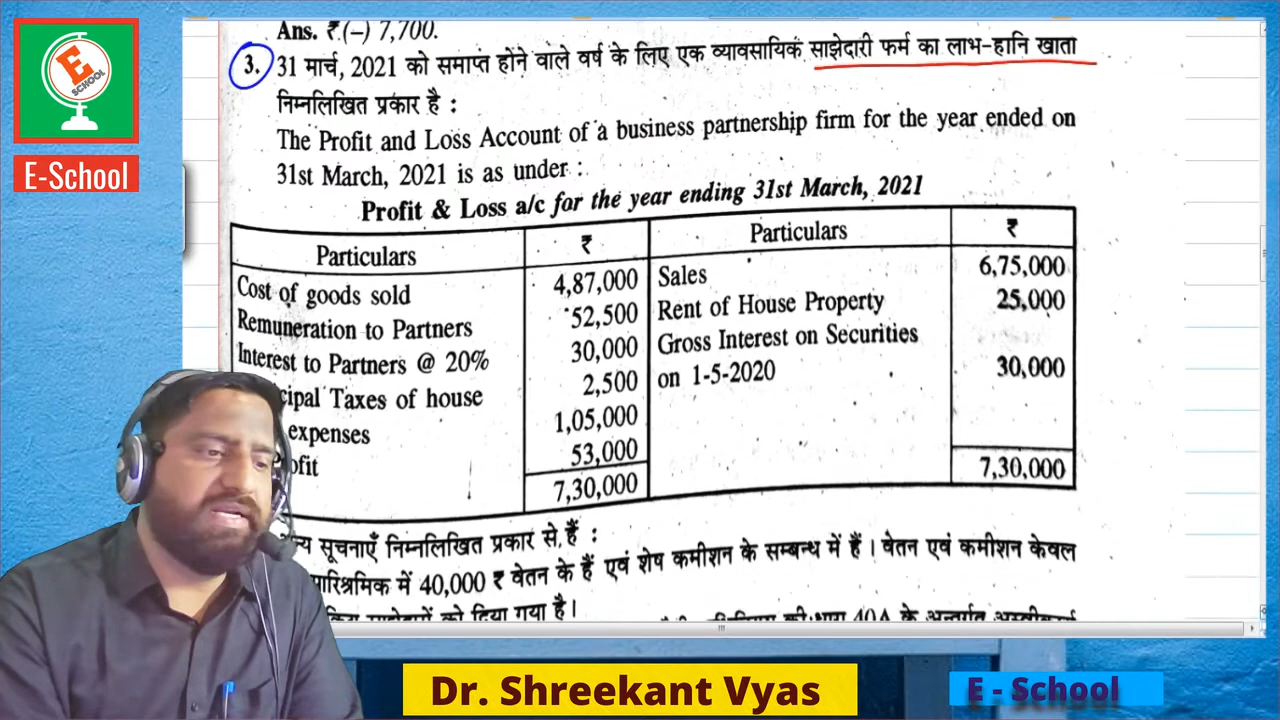 Ans. ₹.(–) 7,700.
3. 31 मार्च, 2021 को समाप्त होने वाले वर्ष के लिए एक व्यावसायिक साझेदारी फर्म का लाभ-हानि खाता
निम्नलिखित प्रकार है :
The Profit and Loss Account of a business partnership firm for the year ended on
31st March, 2021 is as under :
Profit & Loss a/c for the year ending 31st March, 2021
Particulars ₹ Particulars ₹
Cost of goods sold 4,87,000 Sales 6,75,000
Remuneration to Partners 52,500 Rent of House Property 25,000
Interest to Partners @ 20% 30,000 Gross Interest on Securities
Taxes of house 2,500 on 1-5-2020 30,000
expenses 1,05,000
53,000
7,30,000 7,30,000
सूचनाएँ निम्नलिखित प्रकार से हैं :
में 40,000 ₹ वेतन के हैं एवं शेष कमीशन के सम्बन्ध में हैं। वेतन एवं कमीशन केवल
को दिया गया है।
E
SCHOOL
E-School
Dr. Shreekant Vyas
E - School